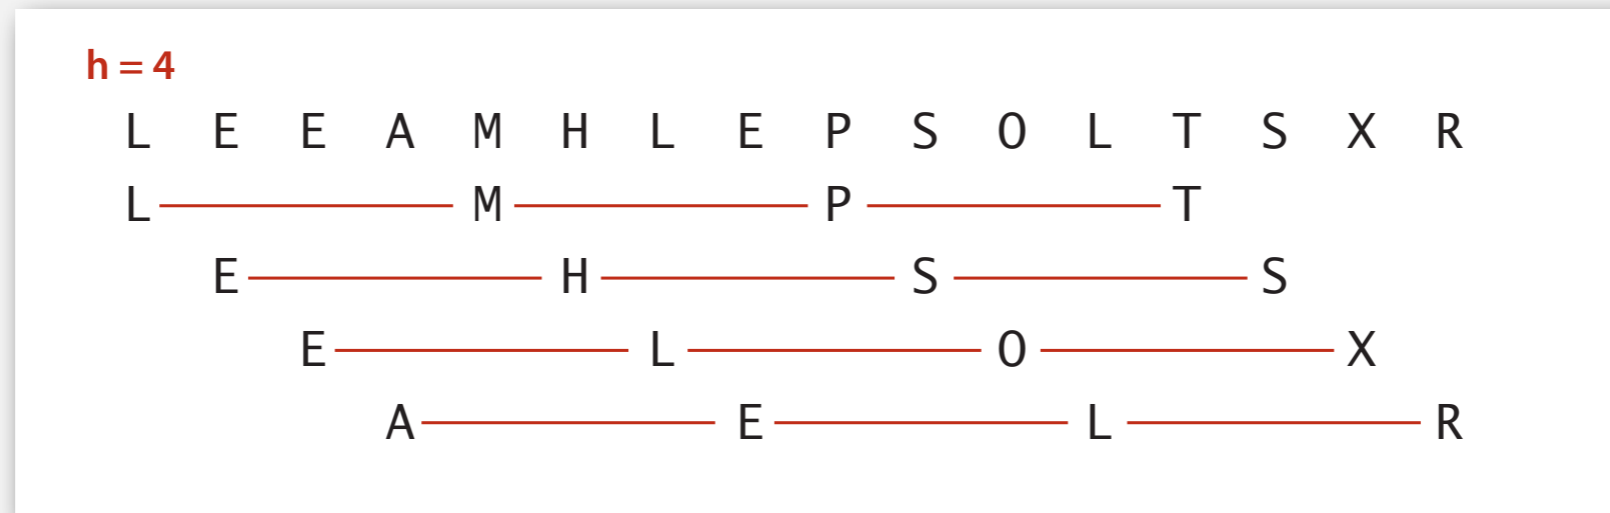 h = 4
L E E A M H L E P S O L T S X R
L M P T
E H S S
E L O X
A E L R